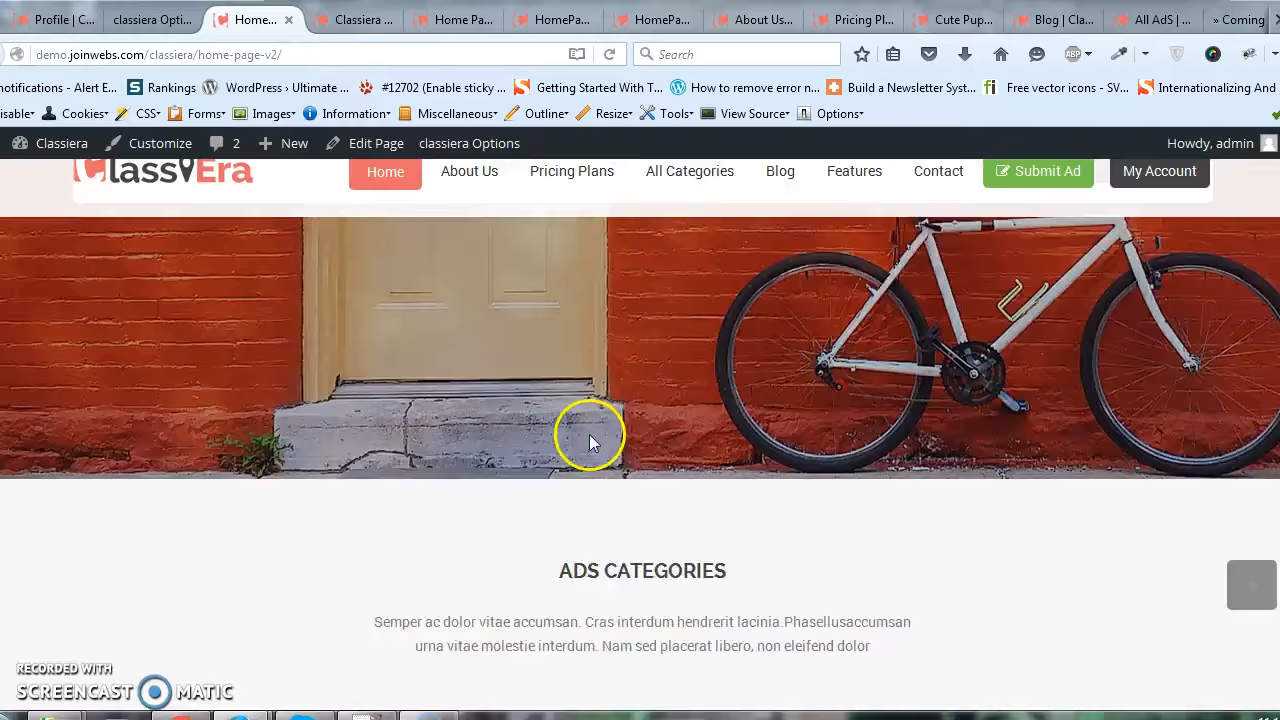 Profile | C... classiera Opti... Home... Classiera ... Home Pa... HomePa... Home Pa... About Us... Pricing Pl... Cute Pup... Blog | Cla... All AdS | ... » Coming
demo.joinwebs.com/classiera/home-page-v2/ Search ABP
notifications - Alert E... Rankings WordPress › Ultimate ... #12702 (Enable sticky ... Getting Started With T... How to remove error n... Build a Newsletter Syst... Free vector icons - SV... Internationalizing And
isable Cookies CSS Forms Images Information Miscellaneous Outline Resize Tools View Source Options
Classiera Customize 2 New Edit Page classiera Options Howdy, admin
ClassiEra Home About Us Pricing Plans All Categories Blog Features Contact Submit Ad My Account
ADS CATEGORIES
Semper ac dolor vitae accumsan. Cras interdum hendrerit lacinia.Phasellusaccumsan
urna vitae molestie interdum. Nam sed placerat libero, non eleifend dolor
RECORDED WITH
SCREENCAST MATIC